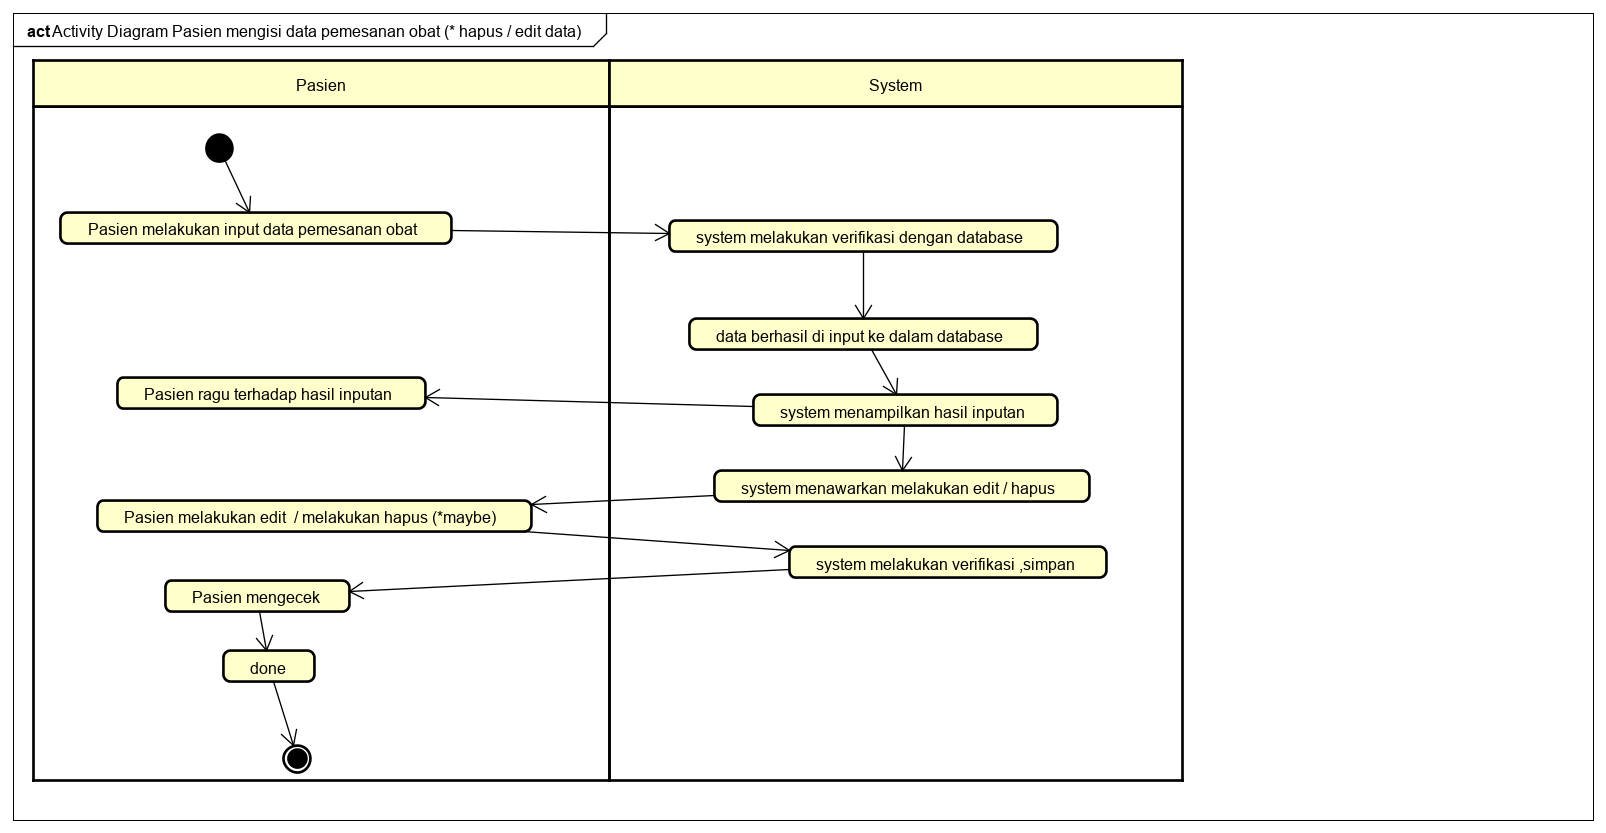 act Activity Diagram Pasien mengisi data pemesanan obat (* hapus / edit data)
Pasien
System
Pasien melakukan input data pemesanan obat
system melakukan verifikasi dengan database
data berhasil di input ke dalam database
Pasien ragu terhadap hasil inputan
system menampilkan hasil inputan
system menawarkan melakukan edit / hapus
Pasien melakukan edit  / melakukan hapus (*maybe)
system melakukan verifikasi ,simpan
Pasien mengecek
done